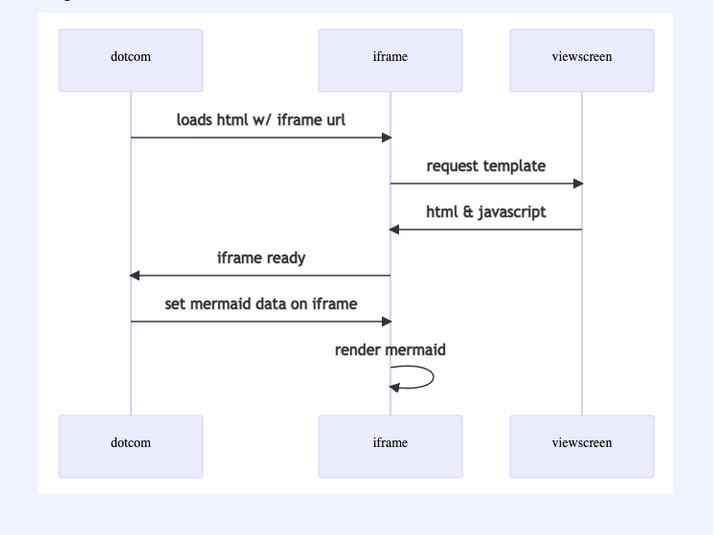 dotcom
iframe
viewscreen
loads html w/ iframe url
request template
html & javascript
iframe ready
set mermaid data on iframe
render mermaid
dotcom
iframe
viewscreen